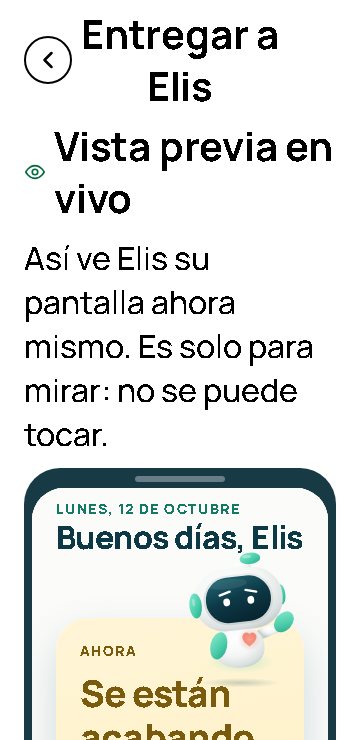 Entregar a
Elis
Vista previa en
vivo
Así ve Elis su
pantalla ahora
mismo. Es solo para
mirar: no se puede
tocar.
LUNES, 12 DE OCTUBRE
Buenos días, Elis
AHORA
Se están
acabando